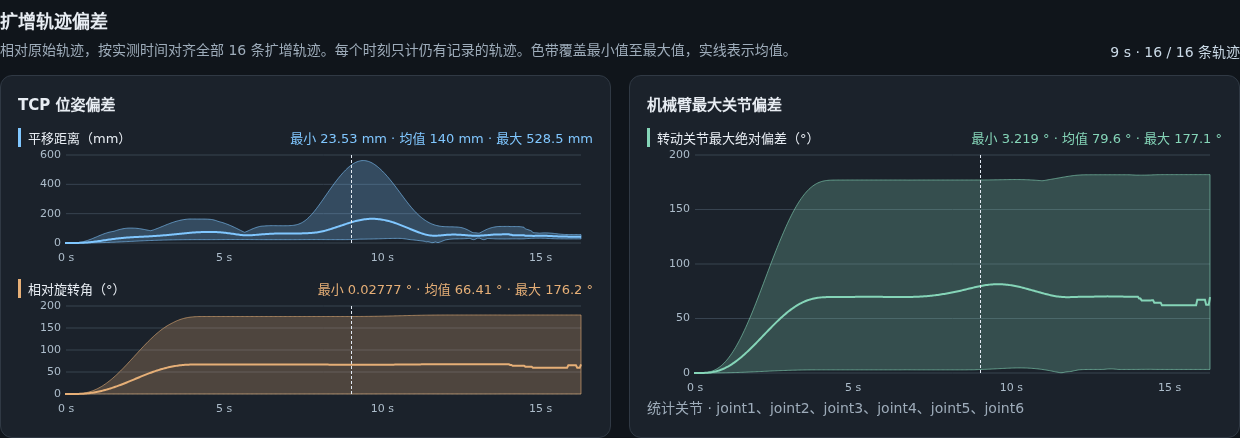 扩增轨迹偏差
相对原始轨迹，按实测时间对齐全部 16 条扩增轨迹。每个时刻只计仍有记录的轨迹。色带覆盖最小值至最大值，实线表示均值。
9 s · 16 / 16 条轨迹
TCP 位姿偏差
平移距离（mm）
最小 23.53 mm · 均值 140 mm · 最大 528.5 mm
600
400
200
0
0 s 5 s 10 s 15 s
相对旋转角（°）
最小 0.02777 ° · 均值 66.41 ° · 最大 176.2 °
200
150
100
50
0
0 s 5 s 10 s 15 s
机械臂最大关节偏差
转动关节最大绝对偏差（°）
最小 3.219 ° · 均值 79.6 ° · 最大 177.1 °
200
150
100
50
0
0 s 5 s 10 s 15 s
统计关节 · joint1、joint2、joint3、joint4、joint5、joint6